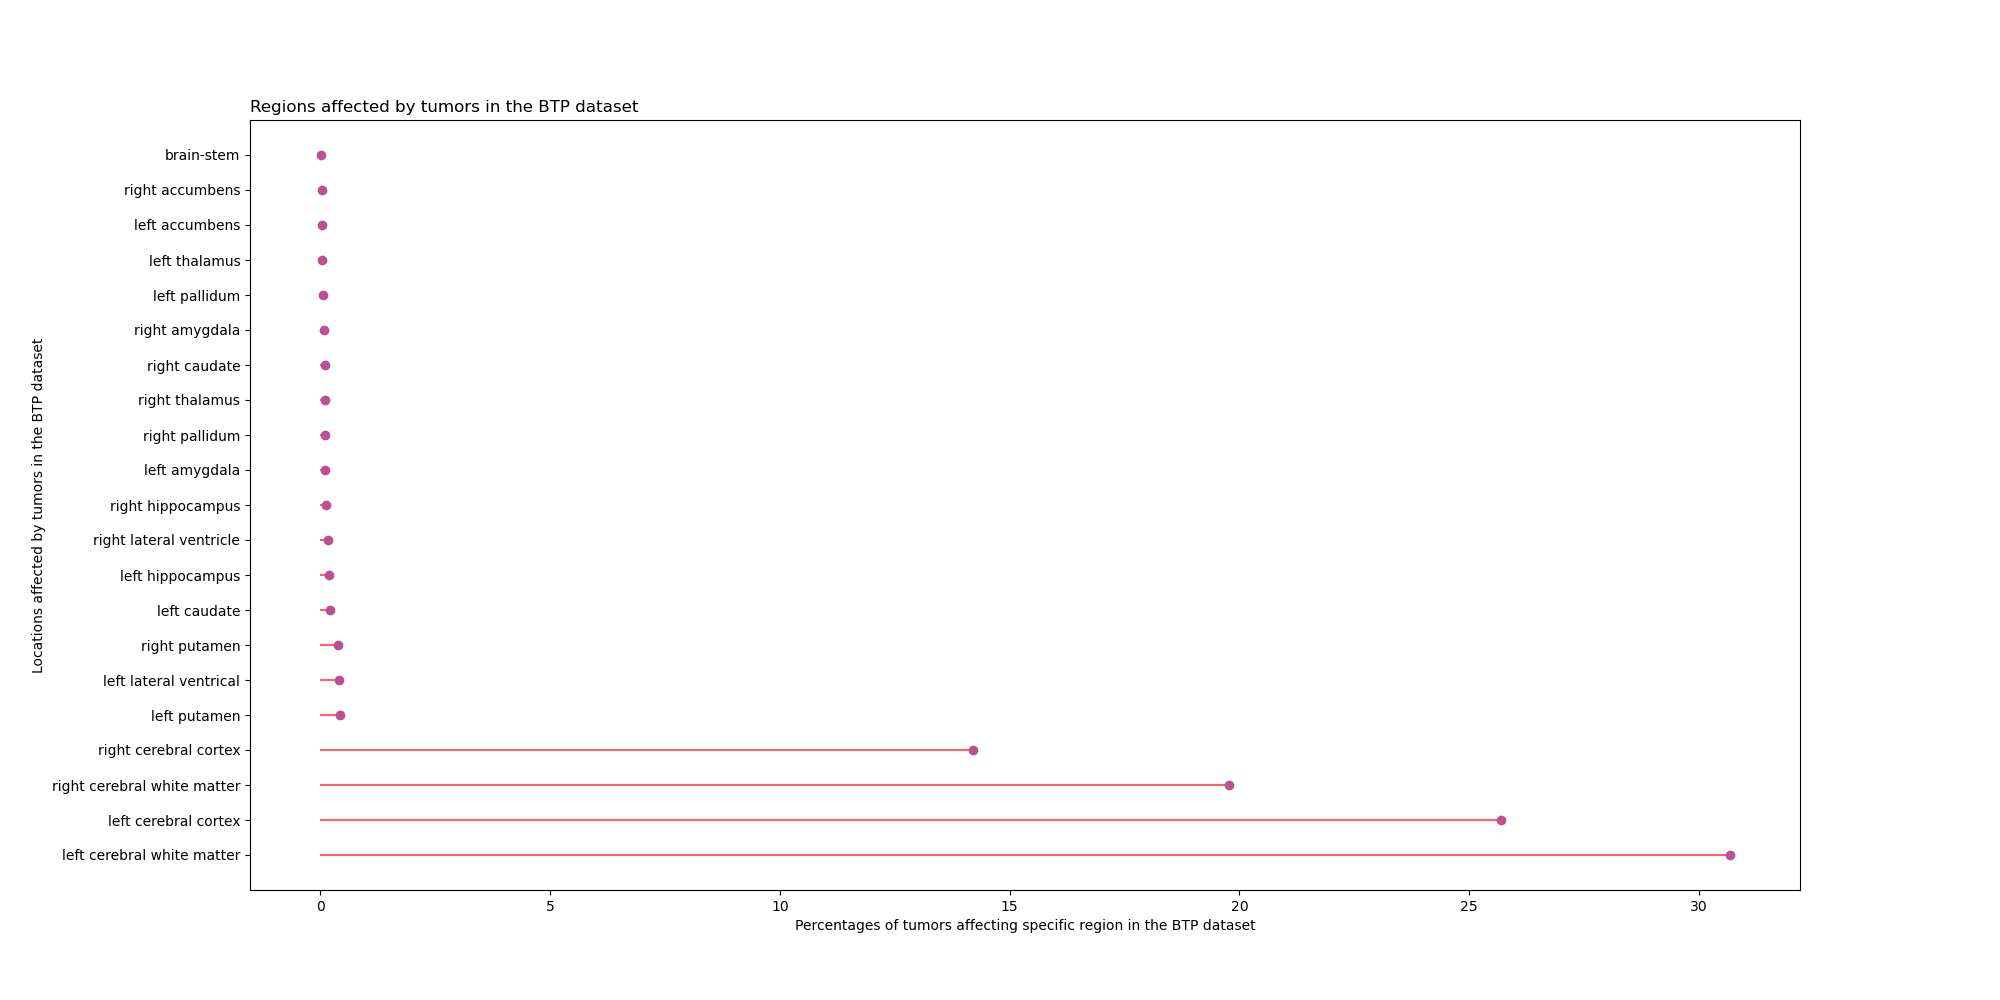 Regions affected by tumors in the BTP dataset
brain-stem
right accumbens
left accumbens
left thalamus
left pallidum
right amygdala
right caudate
right thalamus
right pallidum
left amygdala
right hippocampus
right lateral ventricle
left hippocampus
left caudate
right putamen
left lateral ventrical
left putamen
right cerebral cortex
right cerebral white matter
left cerebral cortex
left cerebral white matter
Locations affected by tumors in the BTP dataset
0 5 10 15 20 25 30
Percentages of tumors affecting specific region in the BTP dataset